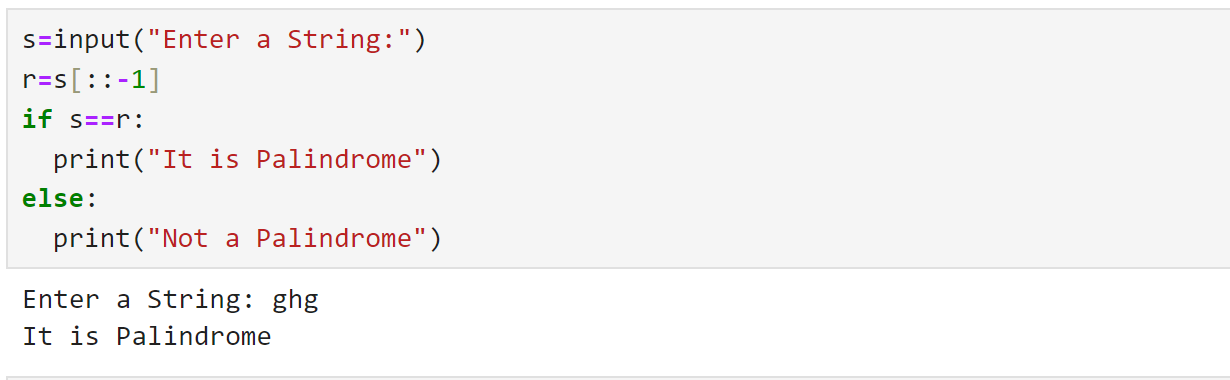 s=input("Enter a String:")
r=s[::-1]
if s==r:
  print("It is Palindrome")
else:
  print("Not a Palindrome")
Enter a String: ghg
It is Palindrome